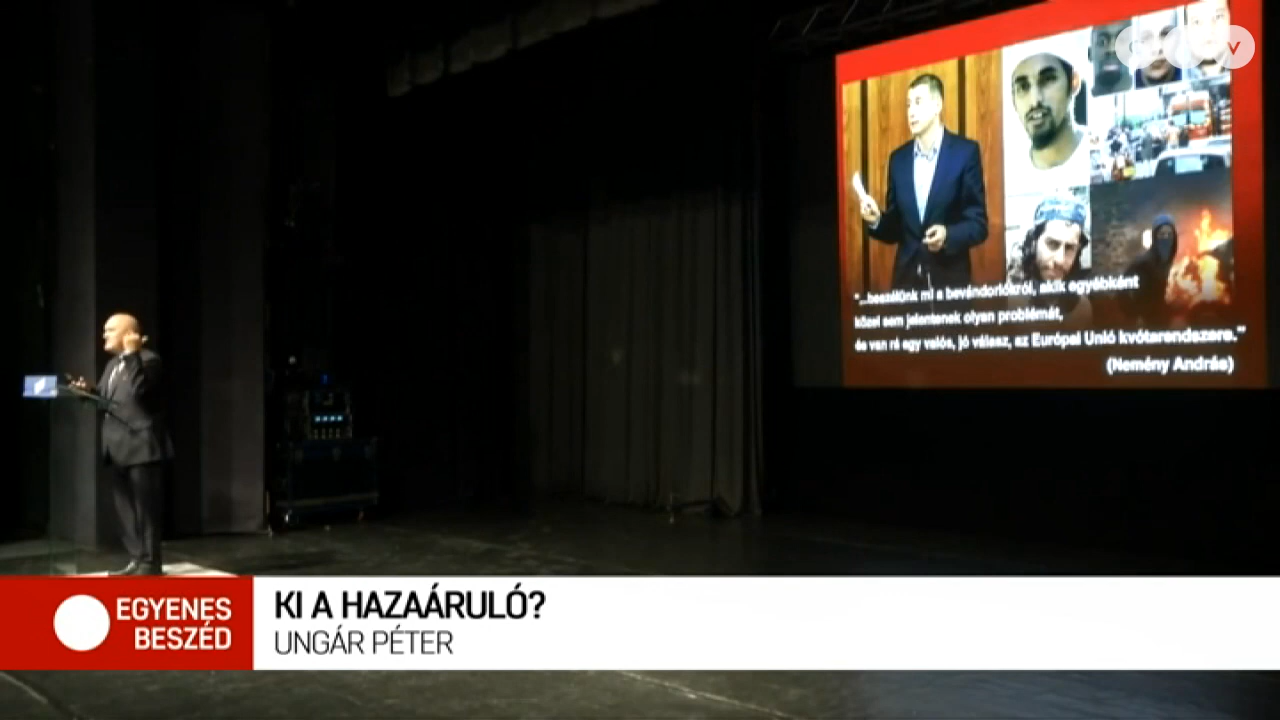 "...beszélünk mi a bevándorlókról, akik egyébként
közel sem jelentenek olyan problémát,
és van rá egy valós, jó válasz, az Európai Unió kvótarendszere."
(Nemény András)
EGYENES
BESZÉD
KI A HAZAÁRULÓ?
UNGÁR PÉTER